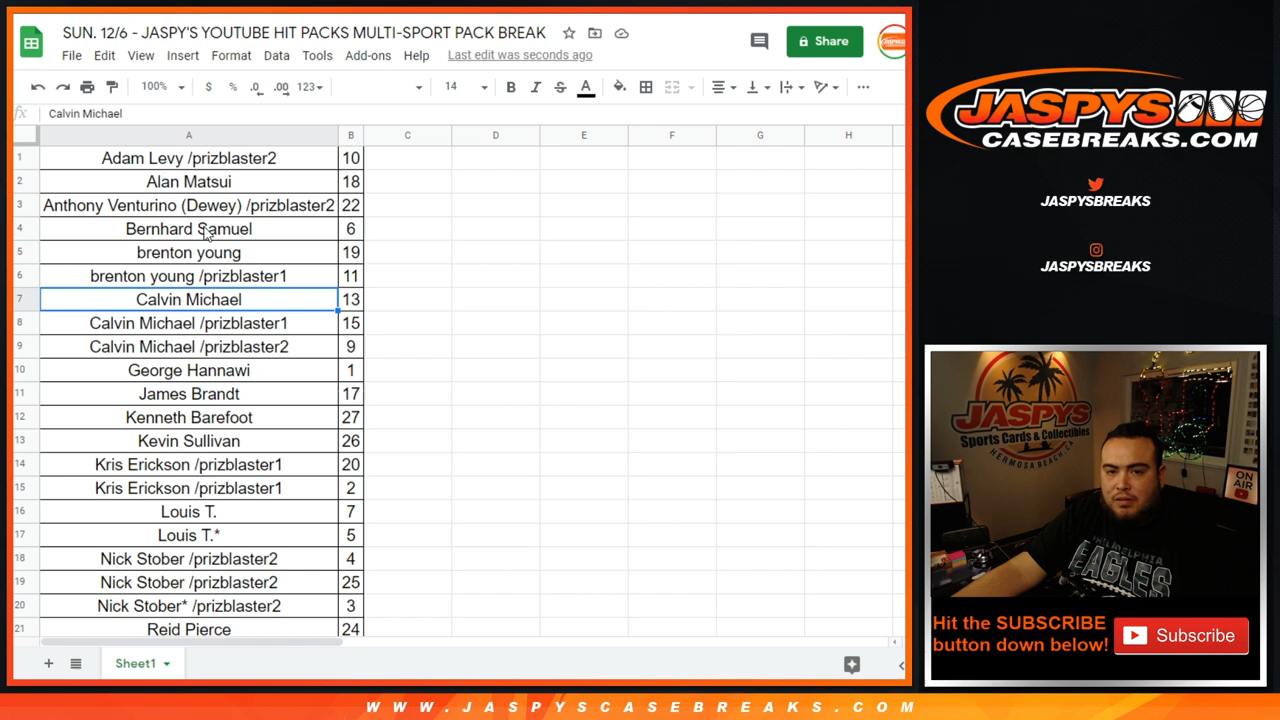 SUN. 12/6 - JASPY'S YOUTUBE HIT PACKS MULTI-SPORT PACK BREAK
File Edit View Insert Format Data Tools Add-ons Help Last edit was seconds ago
Share
100% $ % .0 .00 123 14 B I S A
fx Calvin Michael
A B C D E F G H
1 Adam Levy /prizblaster2 10
2 Alan Matsui 18
3 Anthony Venturino (Dewey) /prizblaster2 22
4 Bernhard Samuel 6
5 brenton young 19
6 brenton young /prizblaster1 11
7 Calvin Michael 13
8 Calvin Michael /prizblaster1 15
9 Calvin Michael /prizblaster2 9
10 George Hannawi 1
11 James Brandt 17
12 Kenneth Barefoot 27
13 Kevin Sullivan 26
14 Kris Erickson /prizblaster1 20
15 Kris Erickson /prizblaster1 2
16 Louis T. 7
17 Louis T.* 5
18 Nick Stober /prizblaster2 4
19 Nick Stober /prizblaster2 25
20 Nick Stober* /prizblaster2 3
21 Reid Pierce 24
Sheet1
JASPYS
CASEBREAKS.COM
JASPYSBREAKS
JASPYSBREAKS
JASPYS
Sports Cards & Collectibles
HERMOSA BEACH, CA
ON AIR
PHILADELPHIA
EAGLES
Hit the SUBSCRIBE
button down below!
Subscribe
WWW.JASPYSCASEBREAKS.COM